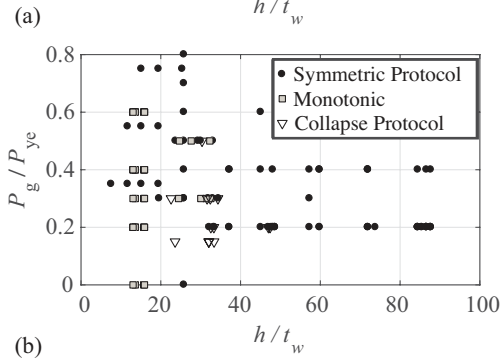 h/t_w
(a)
P_g/P_ye
0.8
0.6
0.4
0.2
0
Symmetric Protocol
Monotonic
Collapse Protocol
0 20 40 60 80 100
h/t_w
(b)